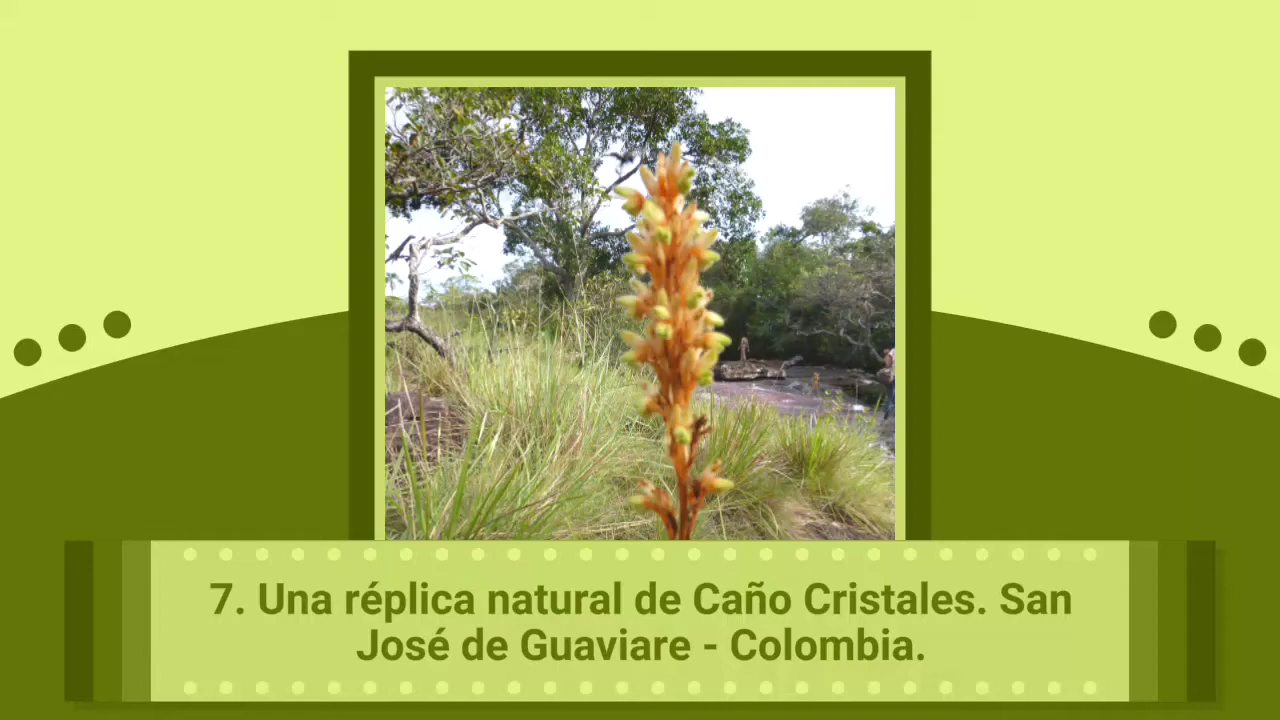 7. Una réplica natural de Caño Cristales. San
José de Guaviare - Colombia.